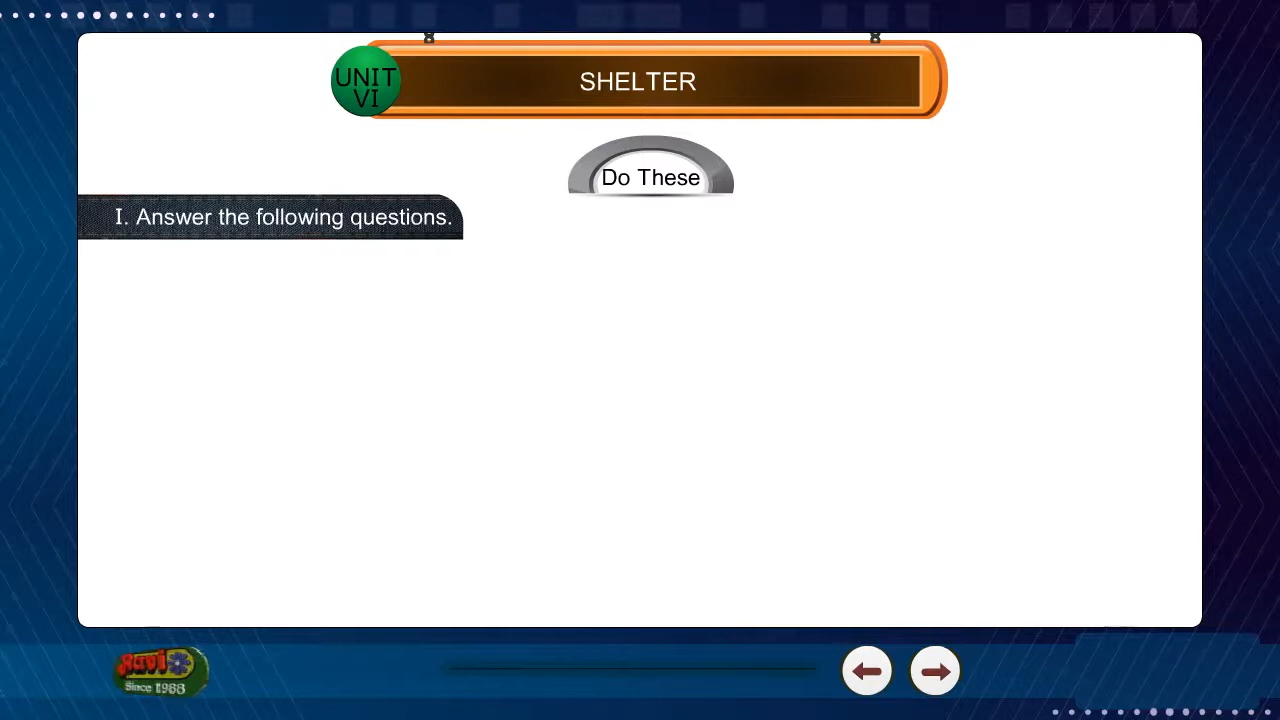 UNIT
VI
SHELTER
Do These
I. Answer the following questions.
Since 1988